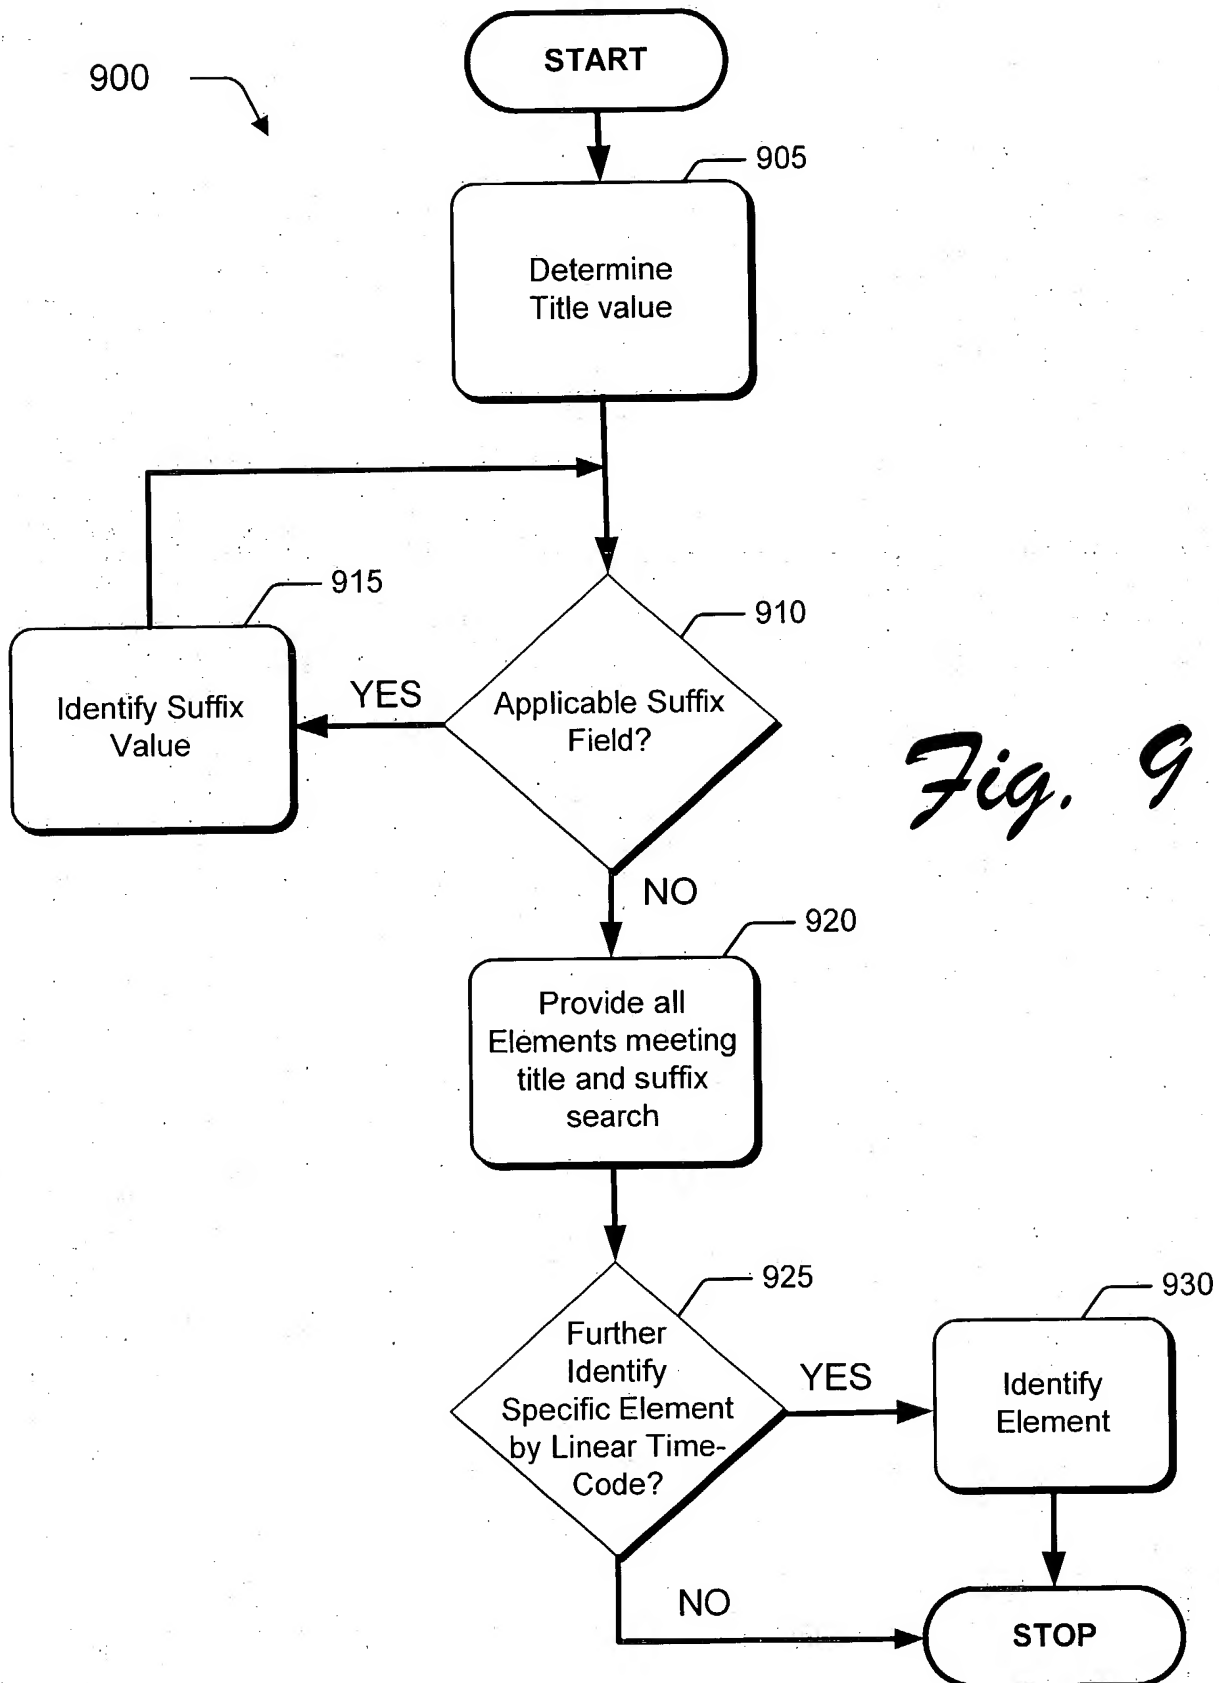 START
900
905
Determine
Title value
915
910
Identify Suffix
Value
YES
Applicable Suffix
Field?
Fig. 9
NO
920
Provide all
Elements meeting
title and suffix
search
925
930
Further
Identify
Specific Element
by Linear Time-
Code?
YES
Identify
Element
NO
STOP